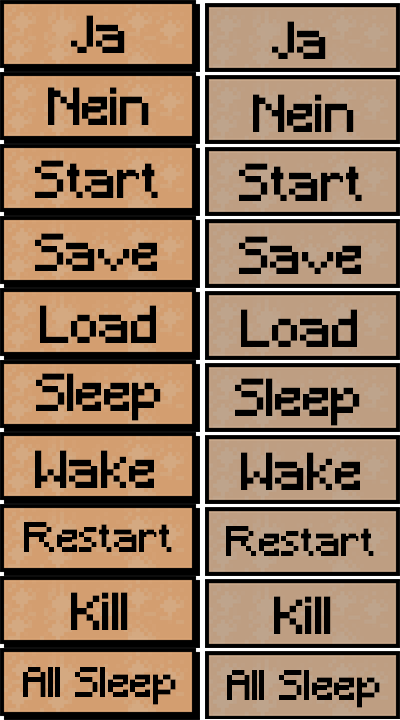 Ja Ja
Nein Nein
Start Start
Save Save
Load Load
Sleep Sleep
Wake Wake
Restart Restart
Kill Kill
All Sleep All Sleep